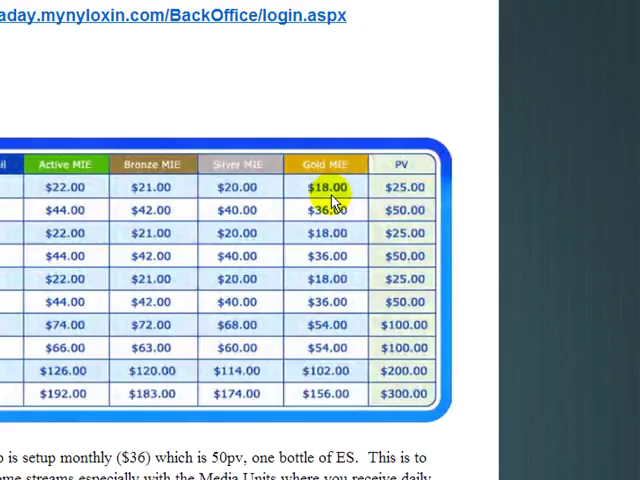 aday.mynyloxin.com/BackOffice/login.aspx
il Active MIE Bronze MIE Silver MIE Gold MIE PV
$22.00 $21.00 $20.00 $18.00 $25.00
$44.00 $42.00 $40.00 $36.00 $50.00
$22.00 $21.00 $20.00 $18.00 $25.00
$44.00 $42.00 $40.00 $36.00 $50.00
$22.00 $21.00 $20.00 $18.00 $25.00
$44.00 $42.00 $40.00 $36.00 $50.00
$74.00 $72.00 $68.00 $54.00 $100.00
$66.00 $63.00 $60.00 $54.00 $100.00
$126.00 $120.00 $114.00 $102.00 $200.00
$192.00 $183.00 $174.00 $156.00 $300.00
p is setup monthly ($36) which is 50pv, one bottle of ES. This is to
ome streams especially with the Media Units where you receive daily